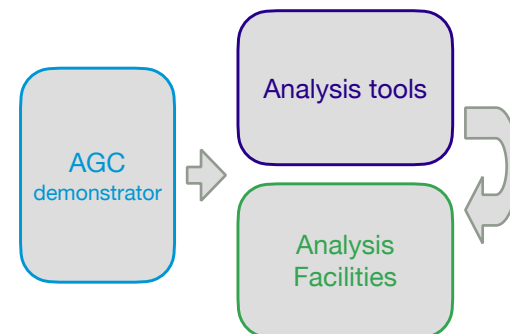 AGC
demonstrator
Analysis tools
Analysis
Facilities